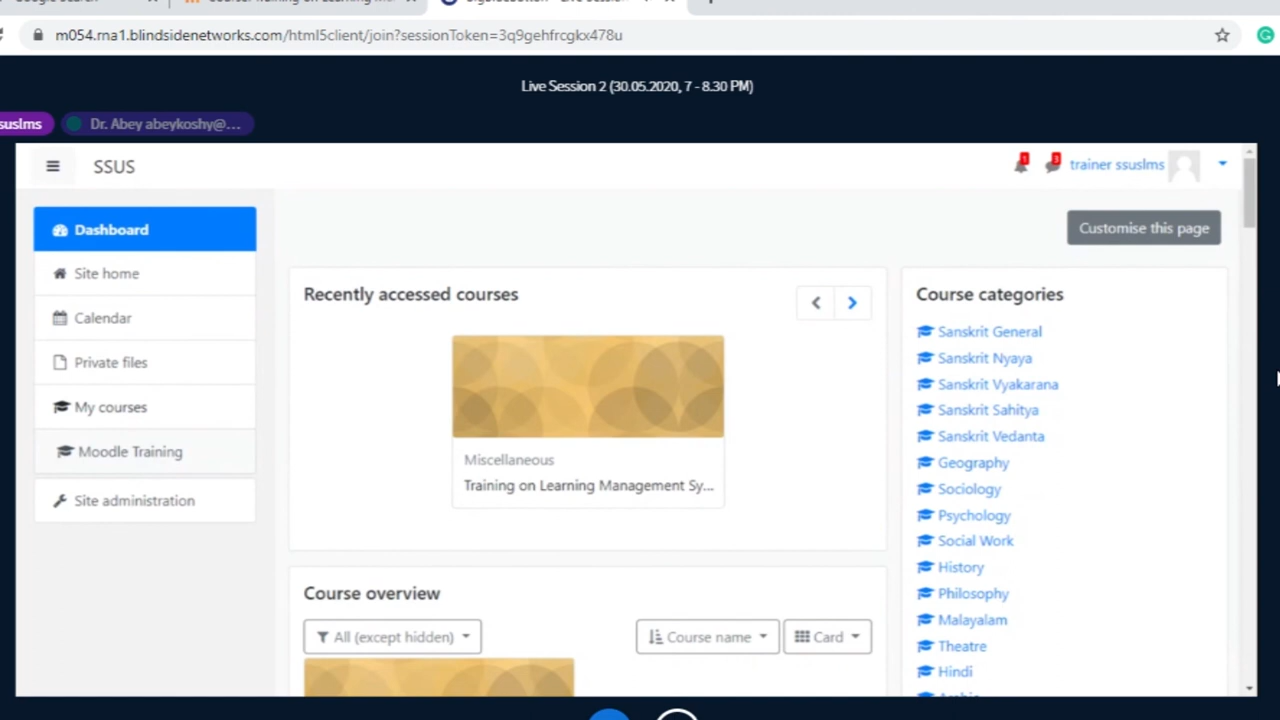 m054.rna1.blindsidenetworks.com/html5client/join?sessionToken=3q9gehfrcgkx478u
Live Session 2 (30.05.2020, 7 - 8.30 PM)
suslms
Dr. Abey abeykoshy@...
SSUS
1
3
trainer ssuslms
Dashboard
Site home
Calendar
Private files
My courses
Moodle Training
Site administration
Customise this page
Recently accessed courses
Miscellaneous
Training on Learning Management Sy...
Course overview
All (except hidden)
Course name
Card
Course categories
Sanskrit General
Sanskrit Nyaya
Sanskrit Vyakarana
Sanskrit Sahitya
Sanskrit Vedanta
Geography
Sociology
Psychology
Social Work
History
Philosophy
Malayalam
Theatre
Hindi